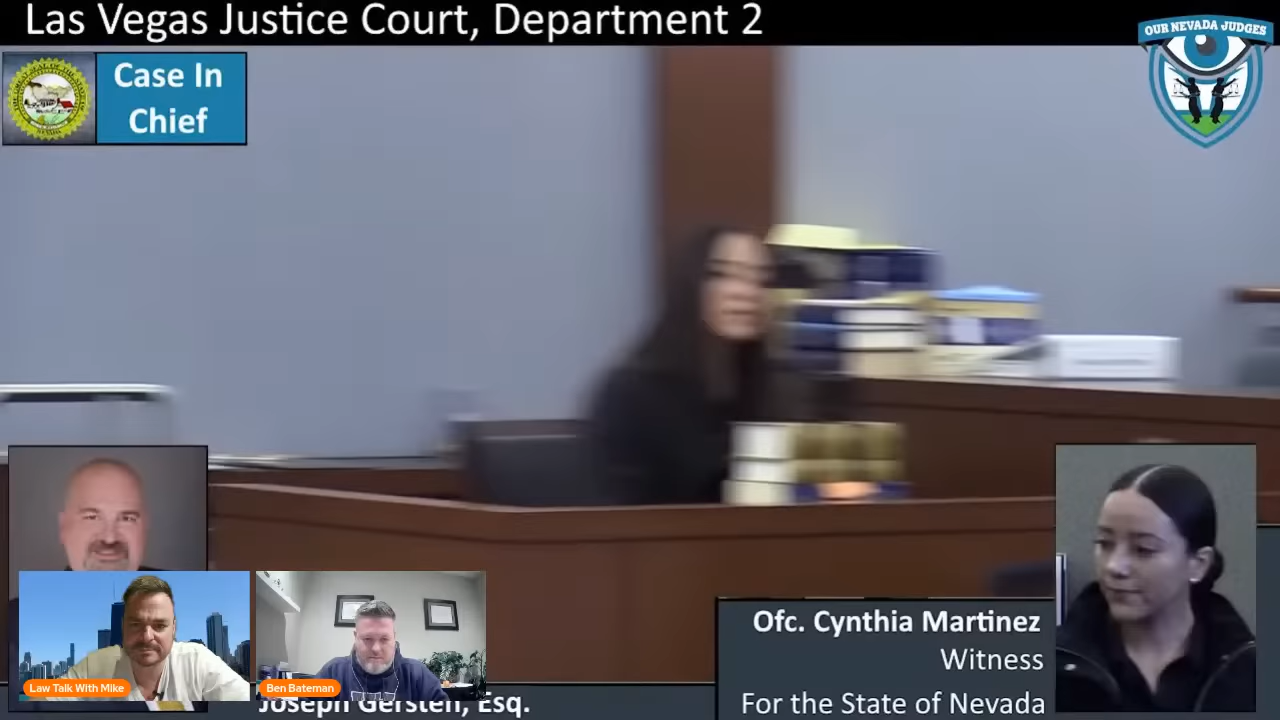 Las Vegas Justice Court, Department 2
OUR NEVADA JUDGES
Case In
Chief
NEVADA
Ofc. Cynthia Martinez
Witness
For the State of Nevada
Law Talk With Mike
Ben Bateman
Joseph Gersten, Esq.